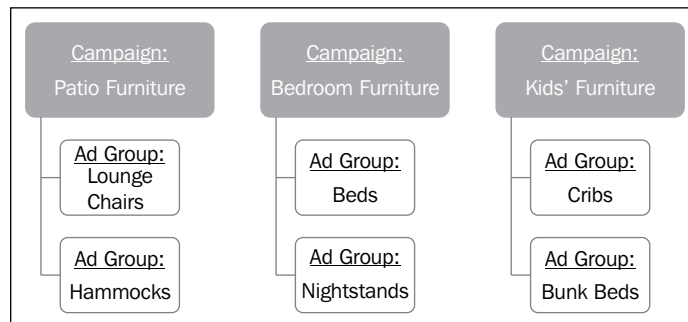 Campaign:
Patio Furniture
Ad Group:
Lounge
Chairs
Ad Group:
Hammocks
Campaign:
Bedroom Furniture
Ad Group:
Beds
Ad Group:
Nightstands
Campaign:
Kids' Furniture
Ad Group:
Cribs
Ad Group:
Bunk Beds